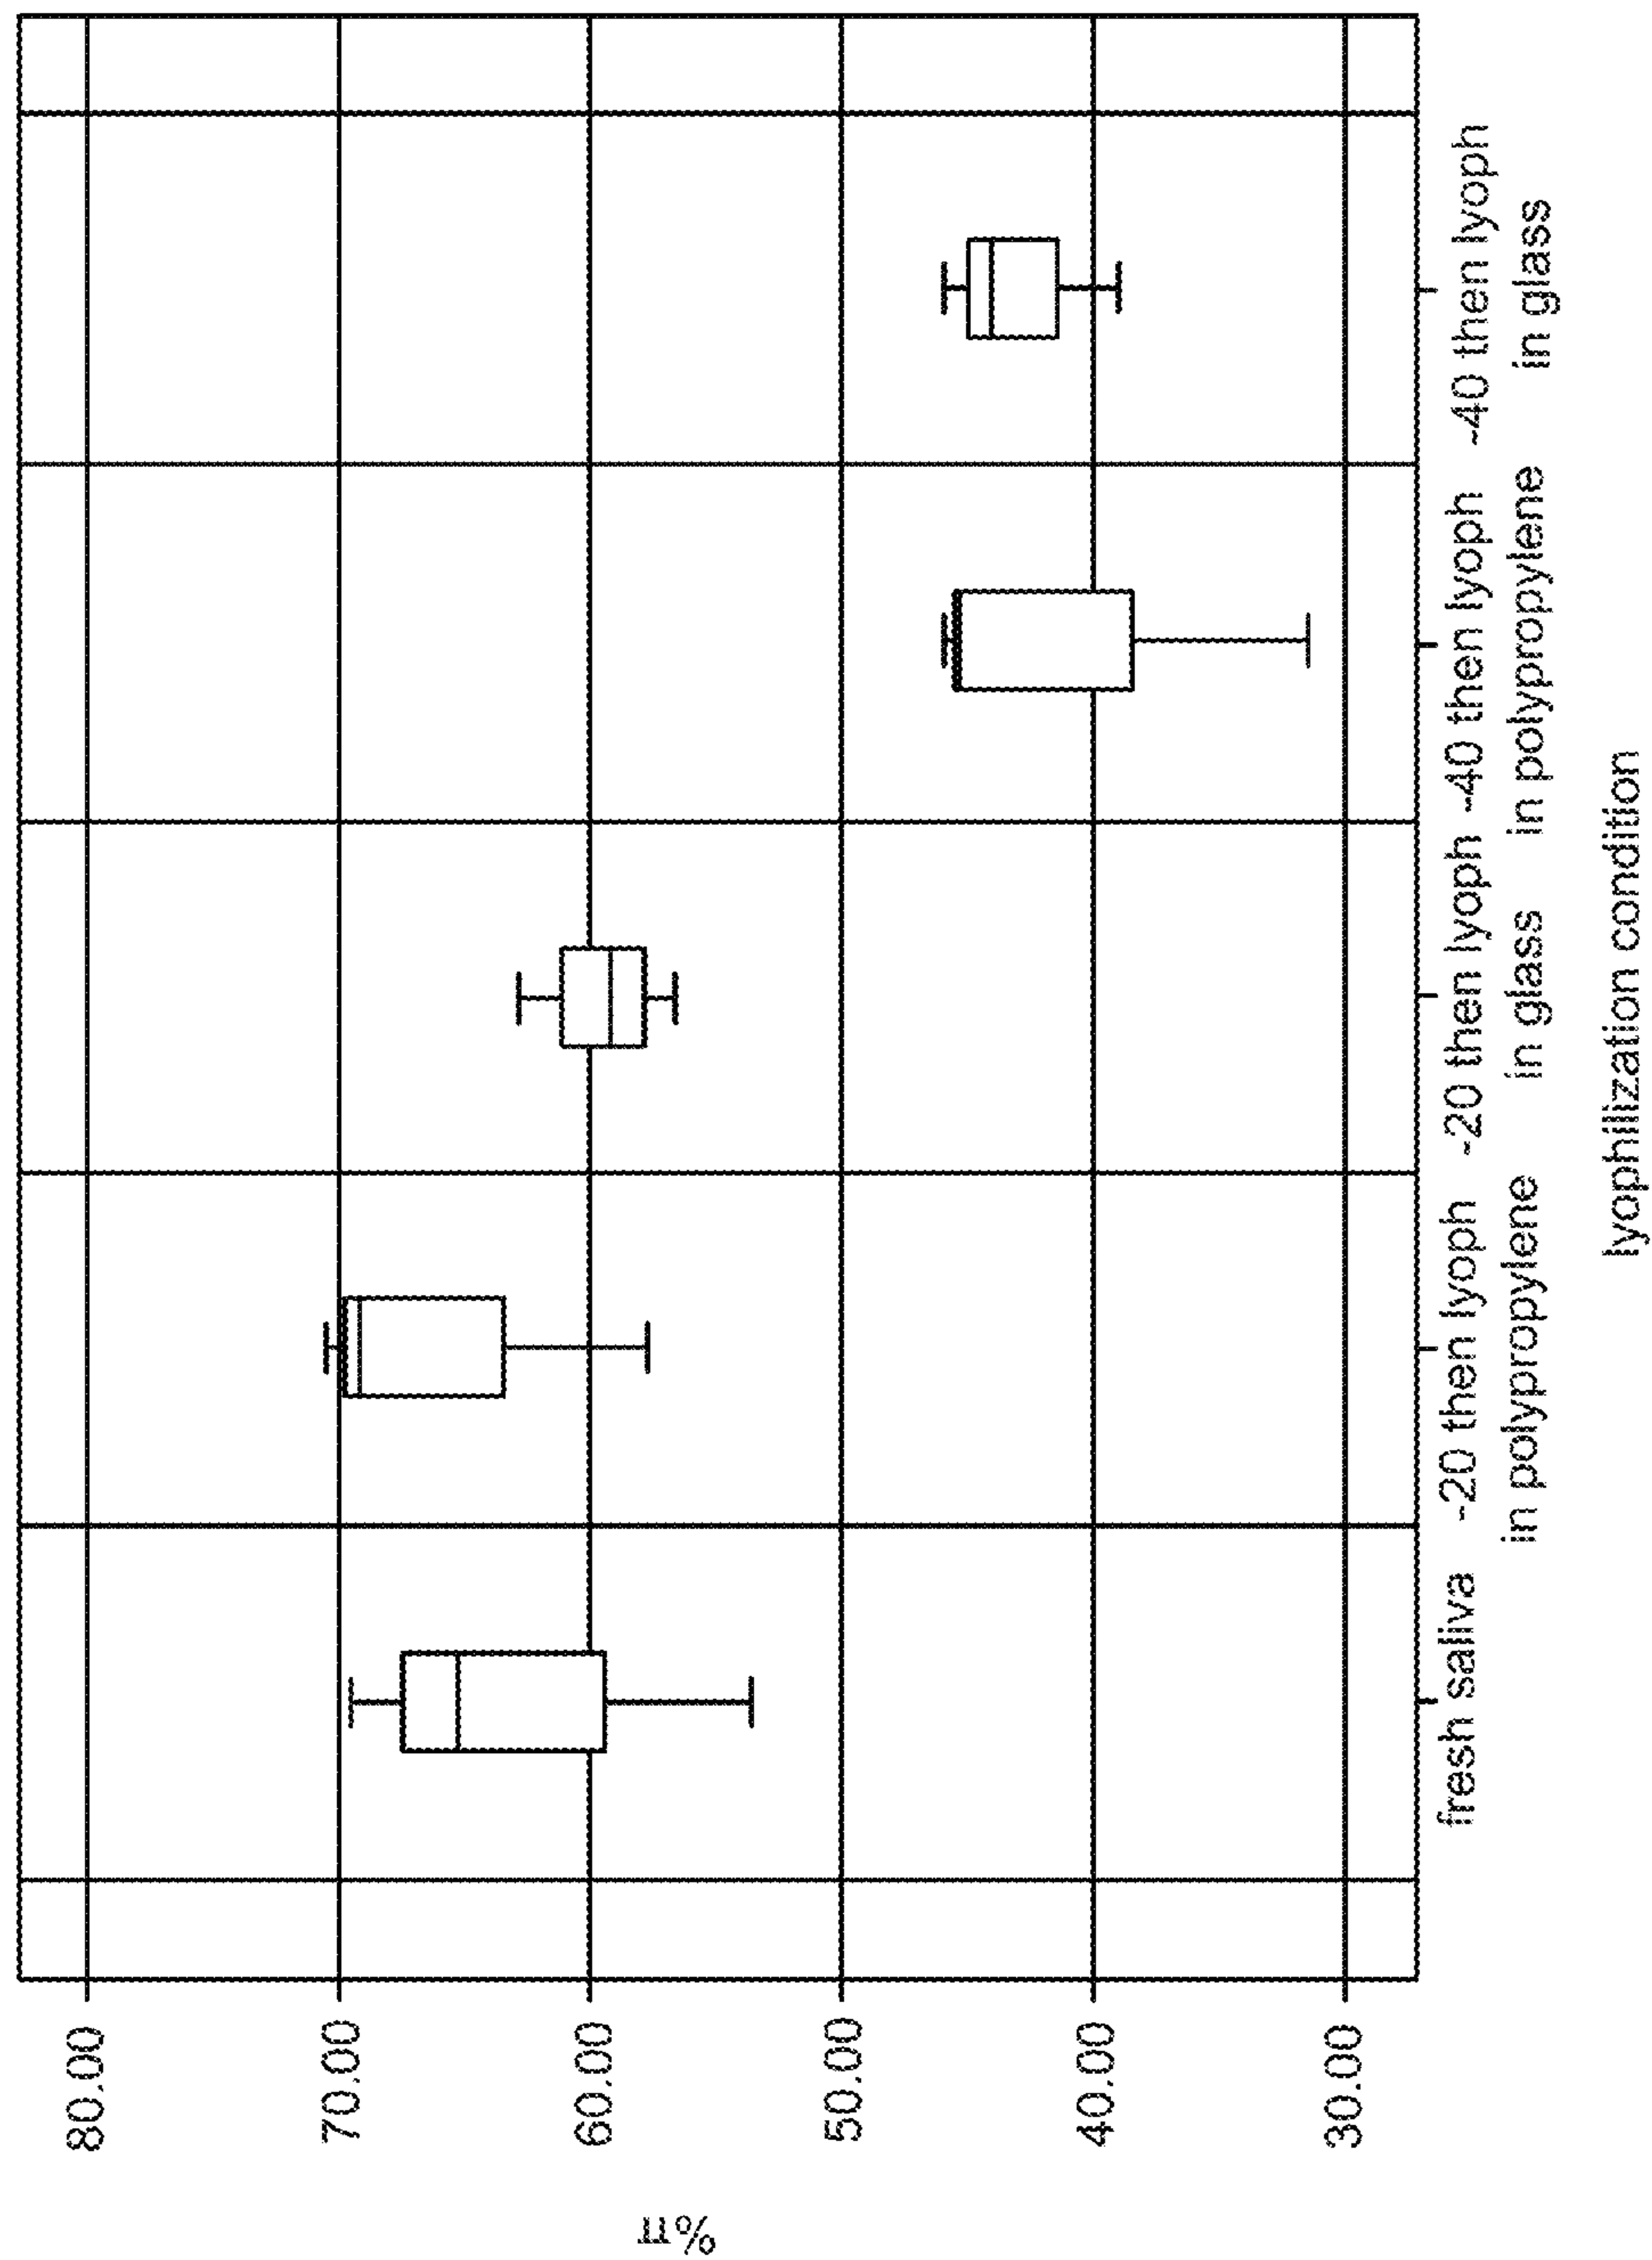 80.00
70.00
60.00
50.00
40.00
30.00
fresh saliva
-20 then lyoph
in polypropylene
-20 then lyoph
in glass
-40 then lyoph
in polypropylene
-40 then lyoph
in glass
lyophilization condition